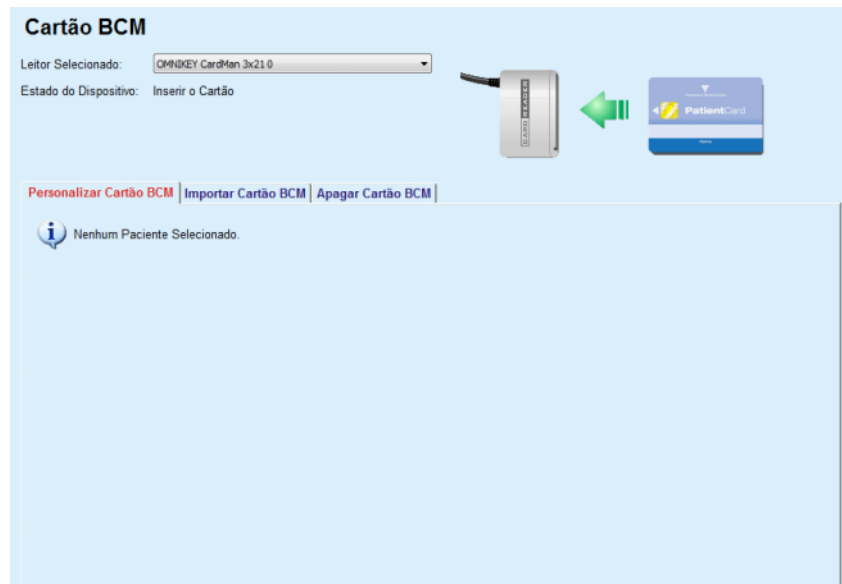 Cartão BCM
Leitor Selecionado: OMNIKEY CardMan 3x21 0
Estado do Dispositivo: Inserir o Cartão
CARD READER
PatientCard
Name
Personalizar Cartão BCM Importar Cartão BCM Apagar Cartão BCM
Nenhum Paciente Selecionado.